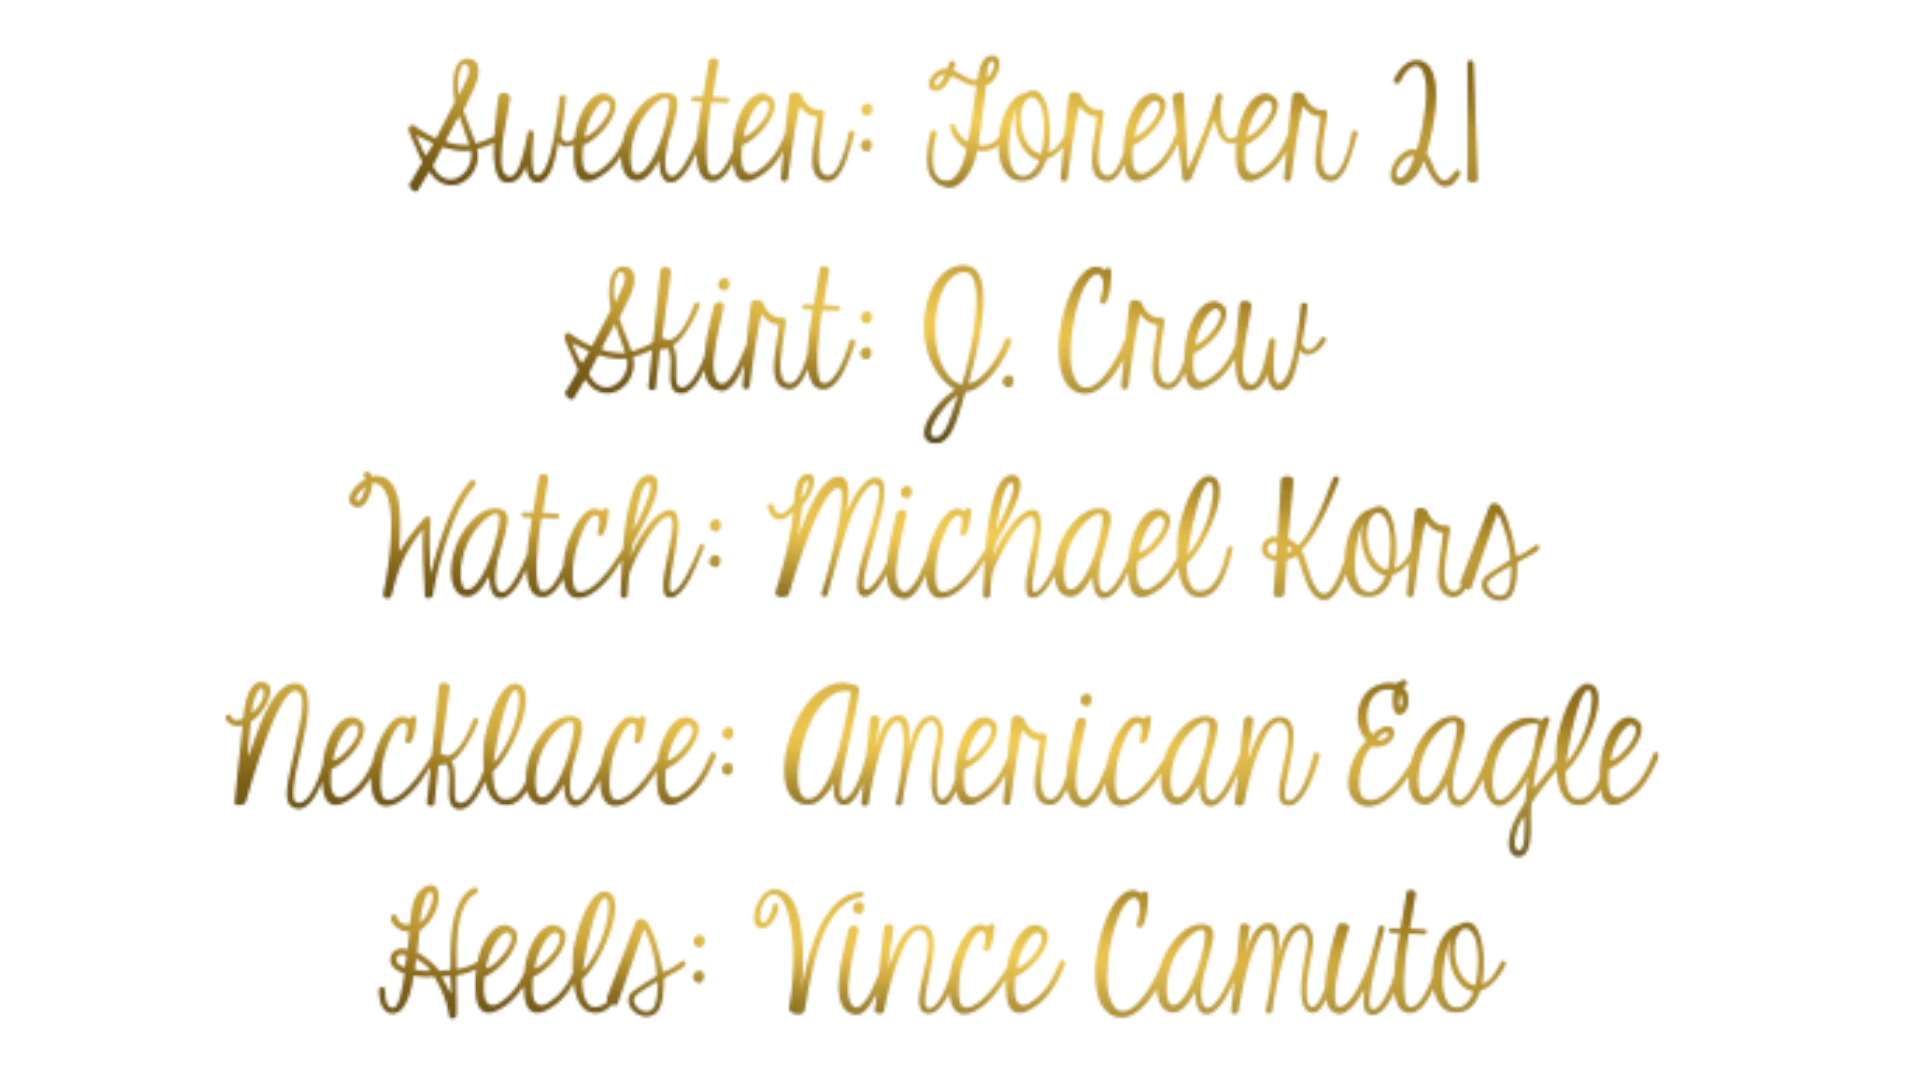 Sweater: Forever 21
Skirt: J. Crew
Watch: Michael Kors
Necklace: American Eagle
Heels: Vince Camuto